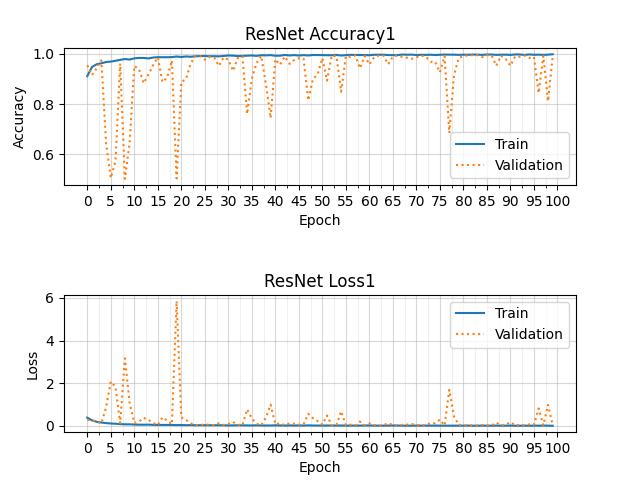 ResNet Accuracy1
1.0
0.8
0.6
Accuracy
Train
Validation
0 5 10 15 20 25 30 35 40 45 50 55 60 65 70 75 80 85 90 95 100
Epoch
ResNet Loss1
6
4
2
0
Loss
Train
Validation
0 5 10 15 20 25 30 35 40 45 50 55 60 65 70 75 80 85 90 95 100
Epoch